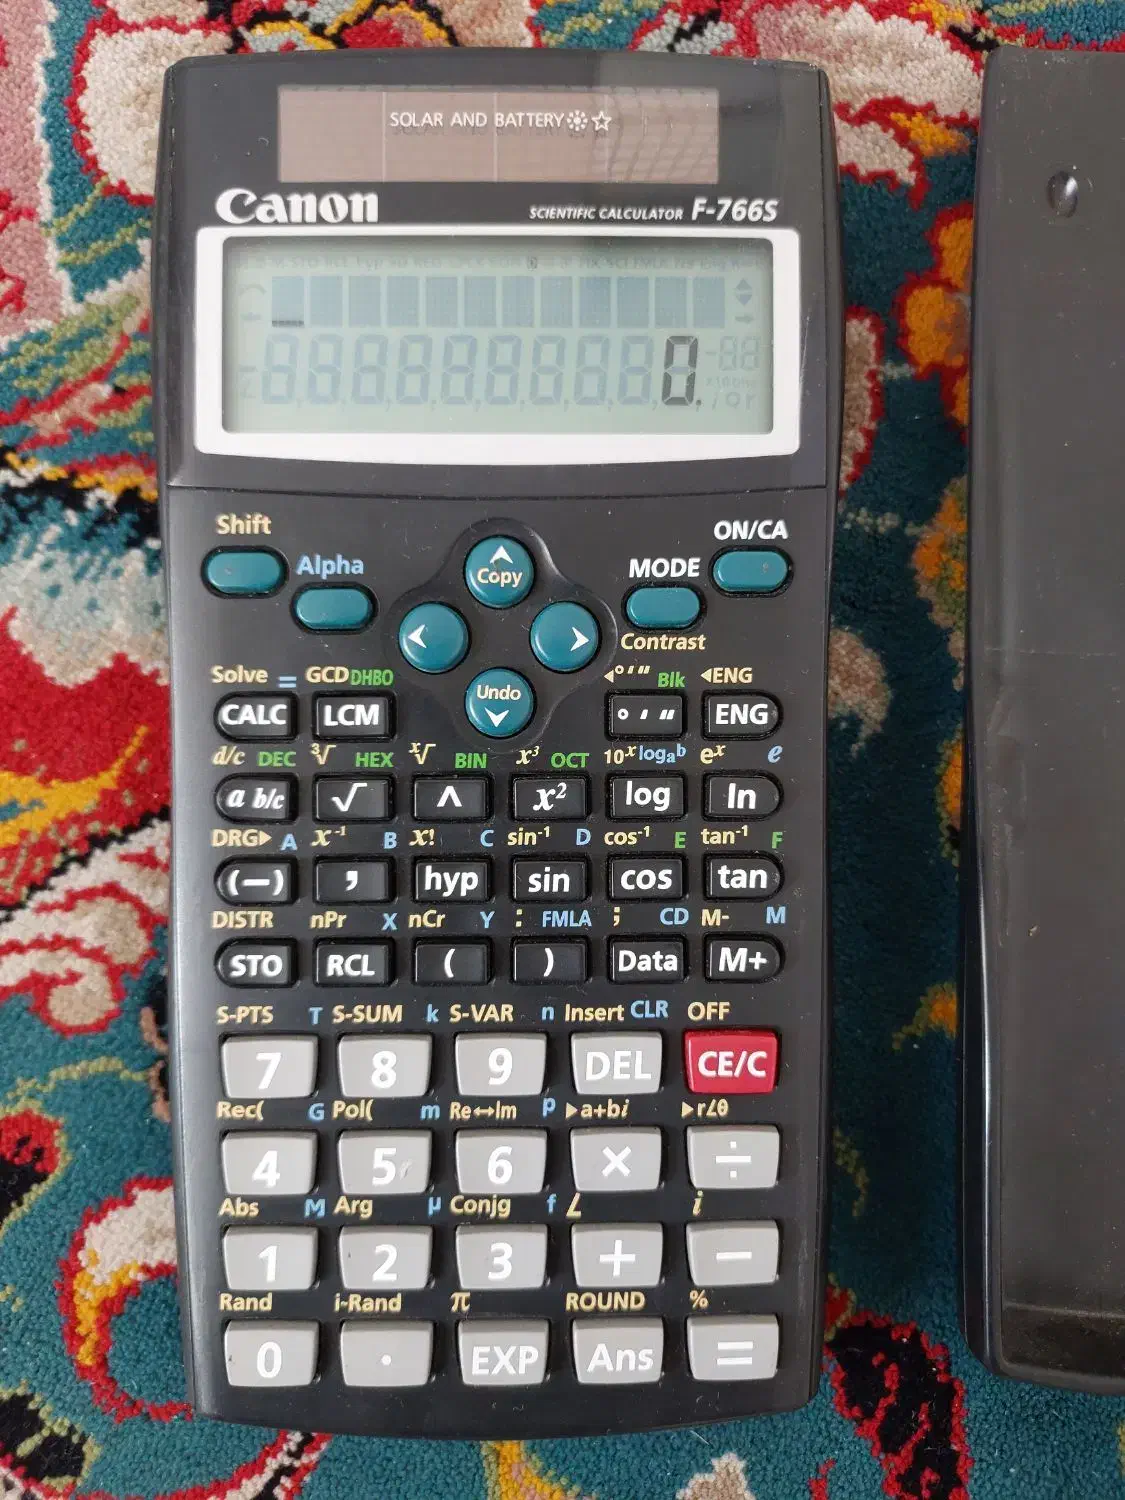 SOLAR AND BATTERY
Canon SCIENTIFIC CALCULATOR F-766S
0.
Shift ON/CA
Alpha Copy MODE
Contrast
Undo
Solve = GCD DHBO ◄° ′ ″ Blk ◄ENG
CALC LCM ° ′ ″ ENG
d/c DEC ³√ HEX ˣ√ BIN x³ OCT 10ˣ logₐb eˣ e
a b/c √ ^ x² log ln
DRG► A x⁻¹ B x! C sin⁻¹ D cos⁻¹ E tan⁻¹ F
(—) , hyp sin cos tan
DISTR nPr X nCr Y : FMLA ; CD M- M
STO RCL ( ) Data M+
S-PTS T S-SUM k S-VAR n Insert CLR OFF
7 8 9 DEL CE/C
Rec( G Pol( m Re↔Im p ►a+bi ►r∠θ
4 5 6 × ÷
Abs M Arg μ Conjg f ∠ i
1 2 3 + −
Rand i-Rand π ROUND %
0 . EXP Ans =